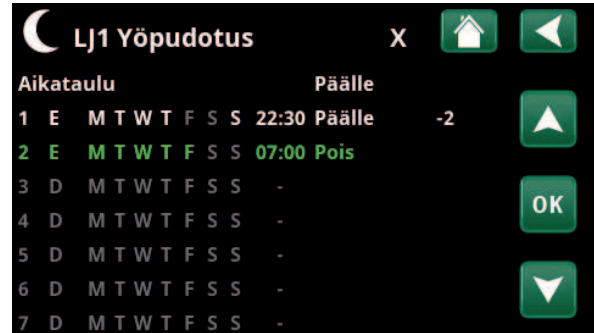 LJ1 Yöpudotus X
Aikataulu Päälle
1 E M T W T F S S 22:30 Päälle -2
2 E M T W T F S S 07:00 Pois
3 D M T W T F S S -
4 D M T W T F S S -
OK
5 D M T W T F S S -
6 D M T W T F S S -
7 D M T W T F S S -